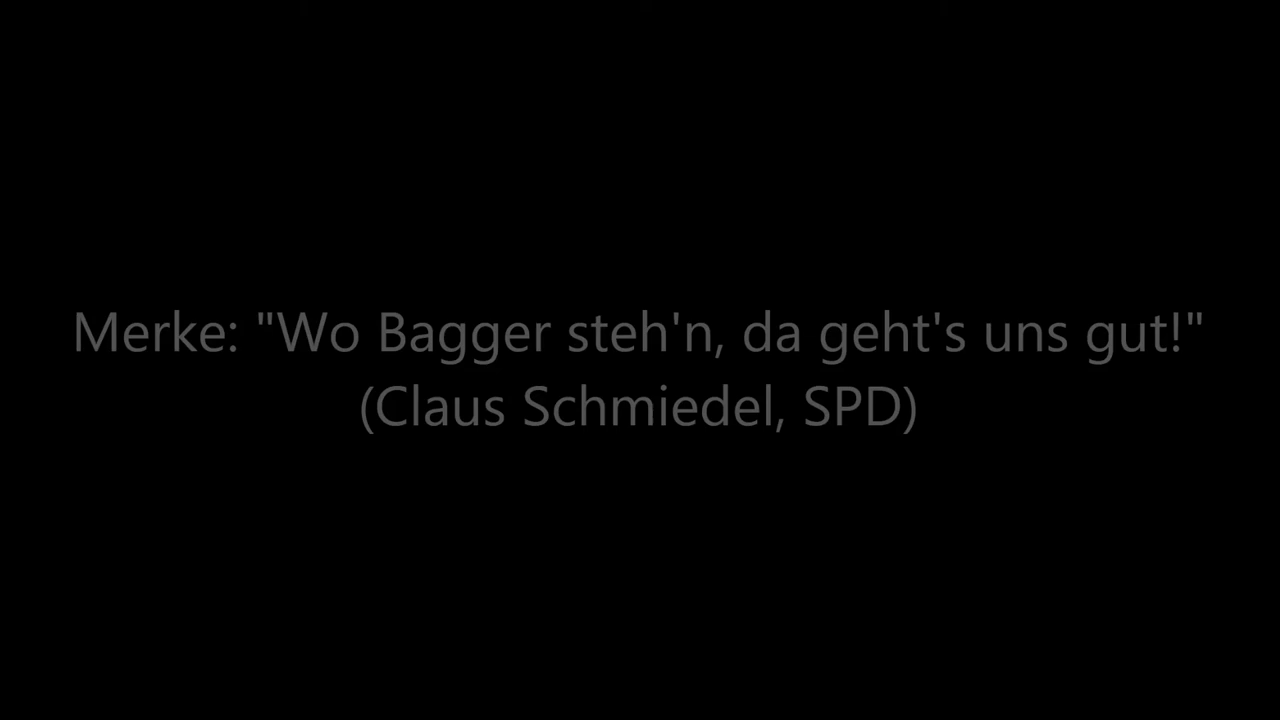 Merke: "Wo Bagger steh'n, da geht's uns gut!"
(Claus Schmiedel, SPD)